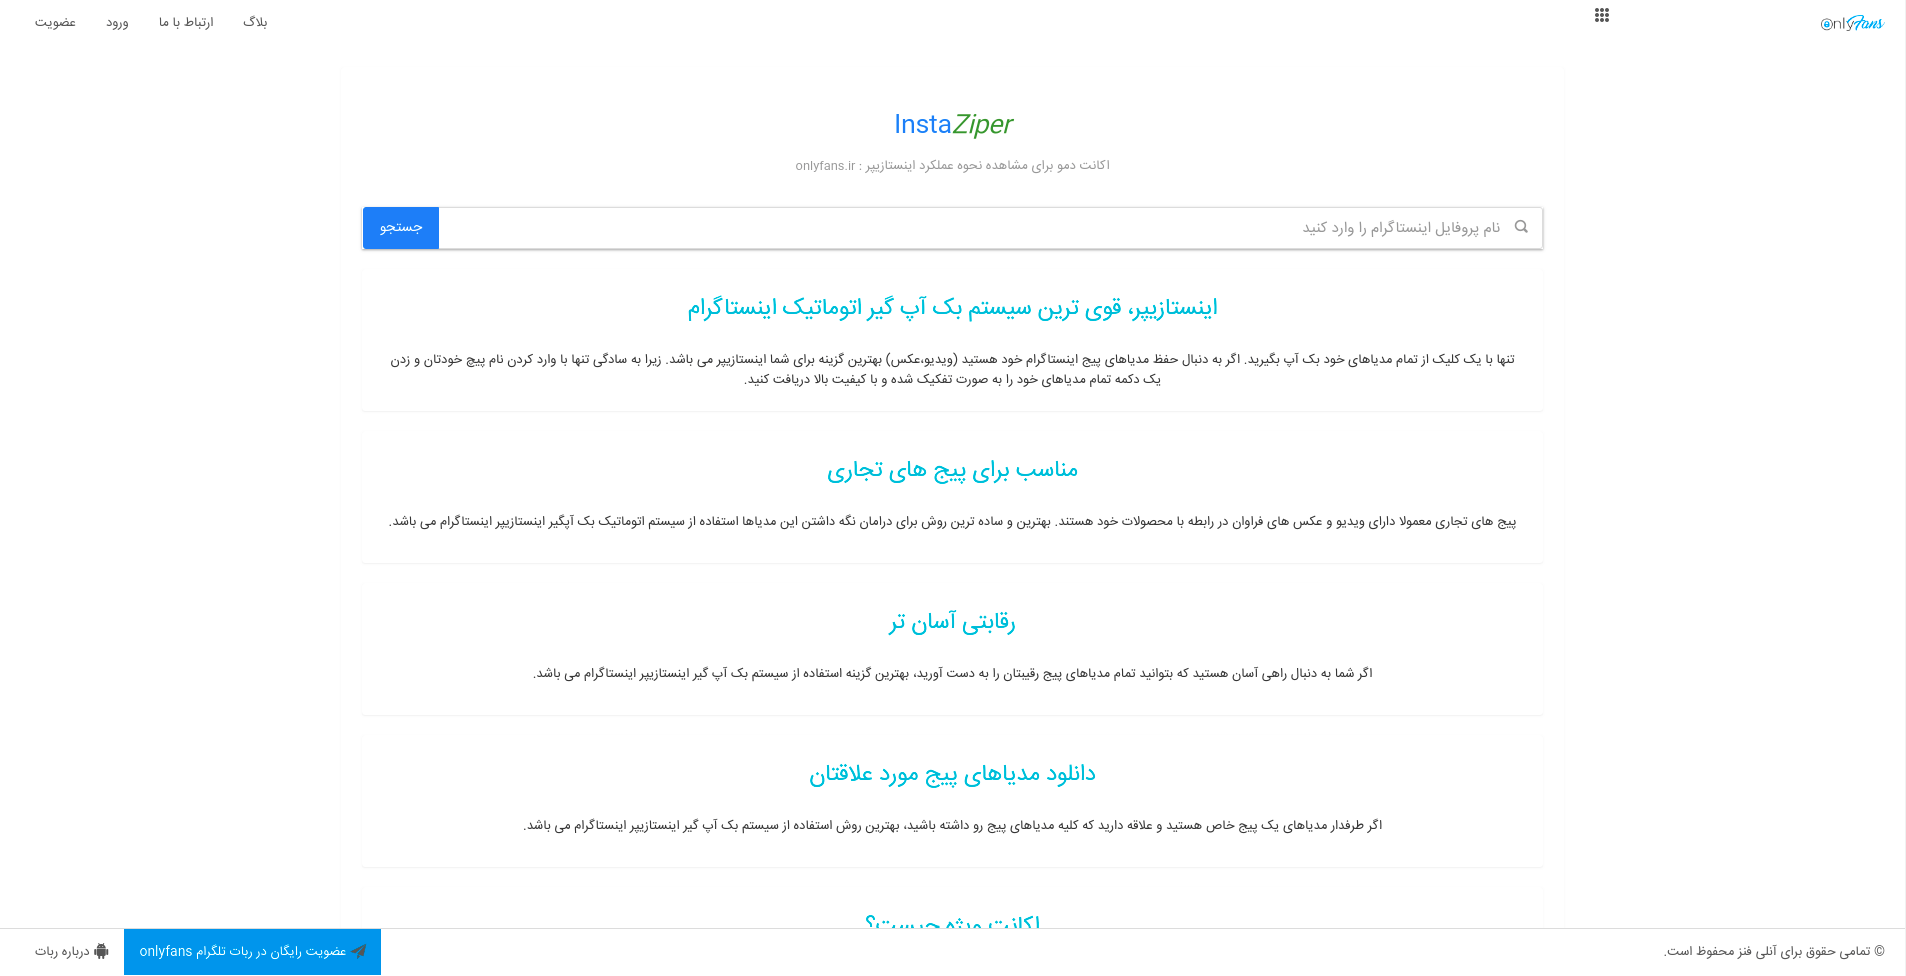 onlyFans
بلاگ
ارتباط با ما
ورود
عضویت
InstaZiper
اکانت دمو برای مشاهده نحوه عملکرد اینستازیپر : onlyfans.ir
نام پروفایل اینستاگرام را وارد کنید
جستجو
اینستازیپر، قوی ترین سیستم بک آپ گیر اتوماتیک اینستاگرام
تنها با یک کلیک از تمام مدیاهای خود بک آپ بگیرید. اگر به دنبال حفظ مدیاهای پیج اینستاگرام خود هستید (ویدیو،عکس) بهترین گزینه برای شما اینستازیپر می باشد. زیرا به سادگی تنها با وارد کردن نام پیچ خودتان و زدن
یک دکمه تمام مدیاهای خود را به صورت تفکیک شده و با کیفیت بالا دریافت کنید.
مناسب برای پیج های تجاری
پیج های تجاری معمولا دارای ویدیو و عکس های فراوان در رابطه با محصولات خود هستند. بهترین و ساده ترین روش برای درامان نگه داشتن این مدیاها استفاده از سیستم اتوماتیک بک آپگیر اینستازیپر اینستاگرام می باشد.
رقابتی آسان تر
اگر شما به دنبال راهی آسان هستید که بتوانید تمام مدیاهای پیج رقیبتان را به دست آورید، بهترین گزینه استفاده از سیستم بک آپ گیر اینستازیپر اینستاگرام می باشد.
دانلود مدیاهای پیج مورد علاقتان
اگر طرفدار مدیاهای یک پیج خاص هستید و علاقه دارید که کلیه مدیاهای پیج رو داشته باشید، بهترین روش استفاده از سیستم بک آپ گیر اینستازیپر اینستاگرام می باشد.
اکانت ویژه چیست؟
© تمامی حقوق برای آنلی فنز محفوظ است.
عضویت رایگان در ربات تلگرام onlyfans
درباره ربات